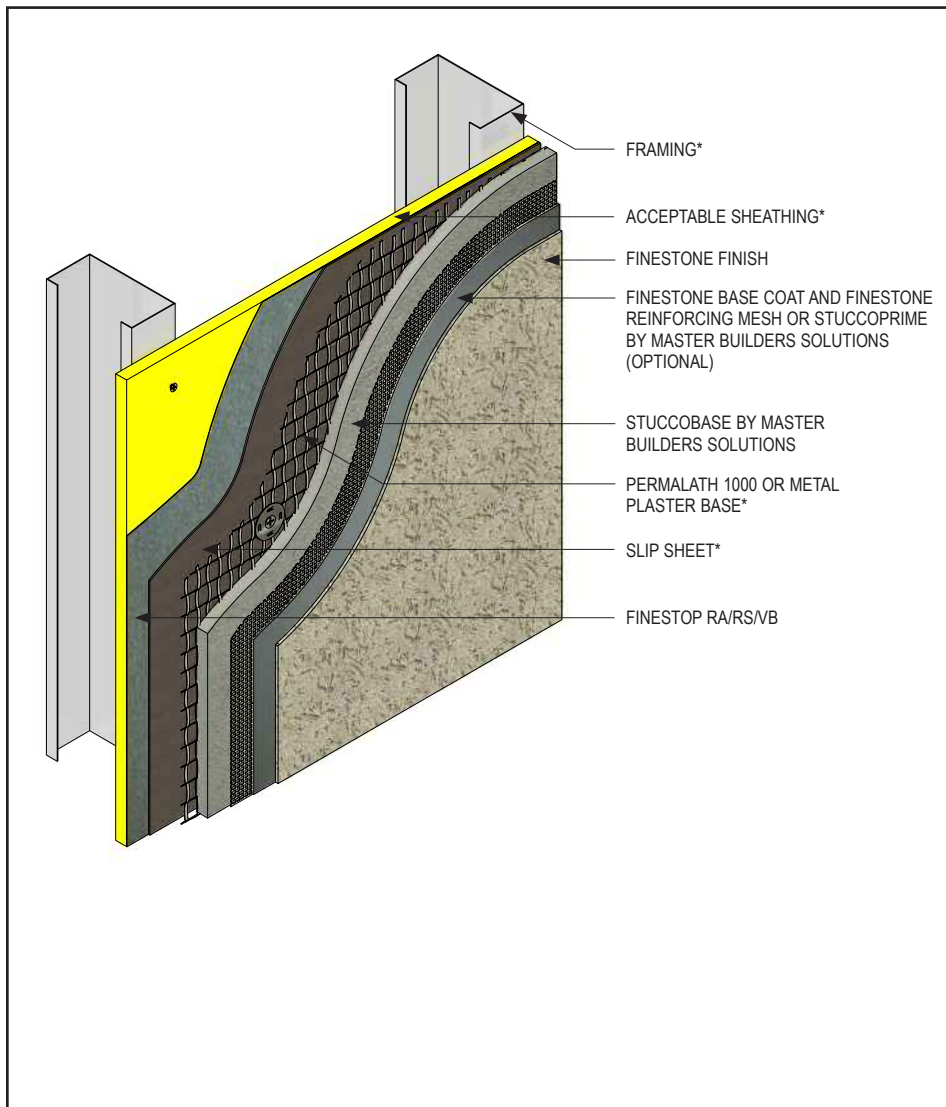 FRAMING*
ACCEPTABLE SHEATHING*
FINESTONE FINISH
FINESTONE BASE COAT AND FINESTONE
REINFORCING MESH OR STUCCOPRIME
BY MASTER BUILDERS SOLUTIONS
(OPTIONAL)
STUCCOBASE BY MASTER
BUILDERS SOLUTIONS
PERMALATH 1000 OR METAL
PLASTER BASE*
SLIP SHEET*
FINESTOP RA/RS/VB